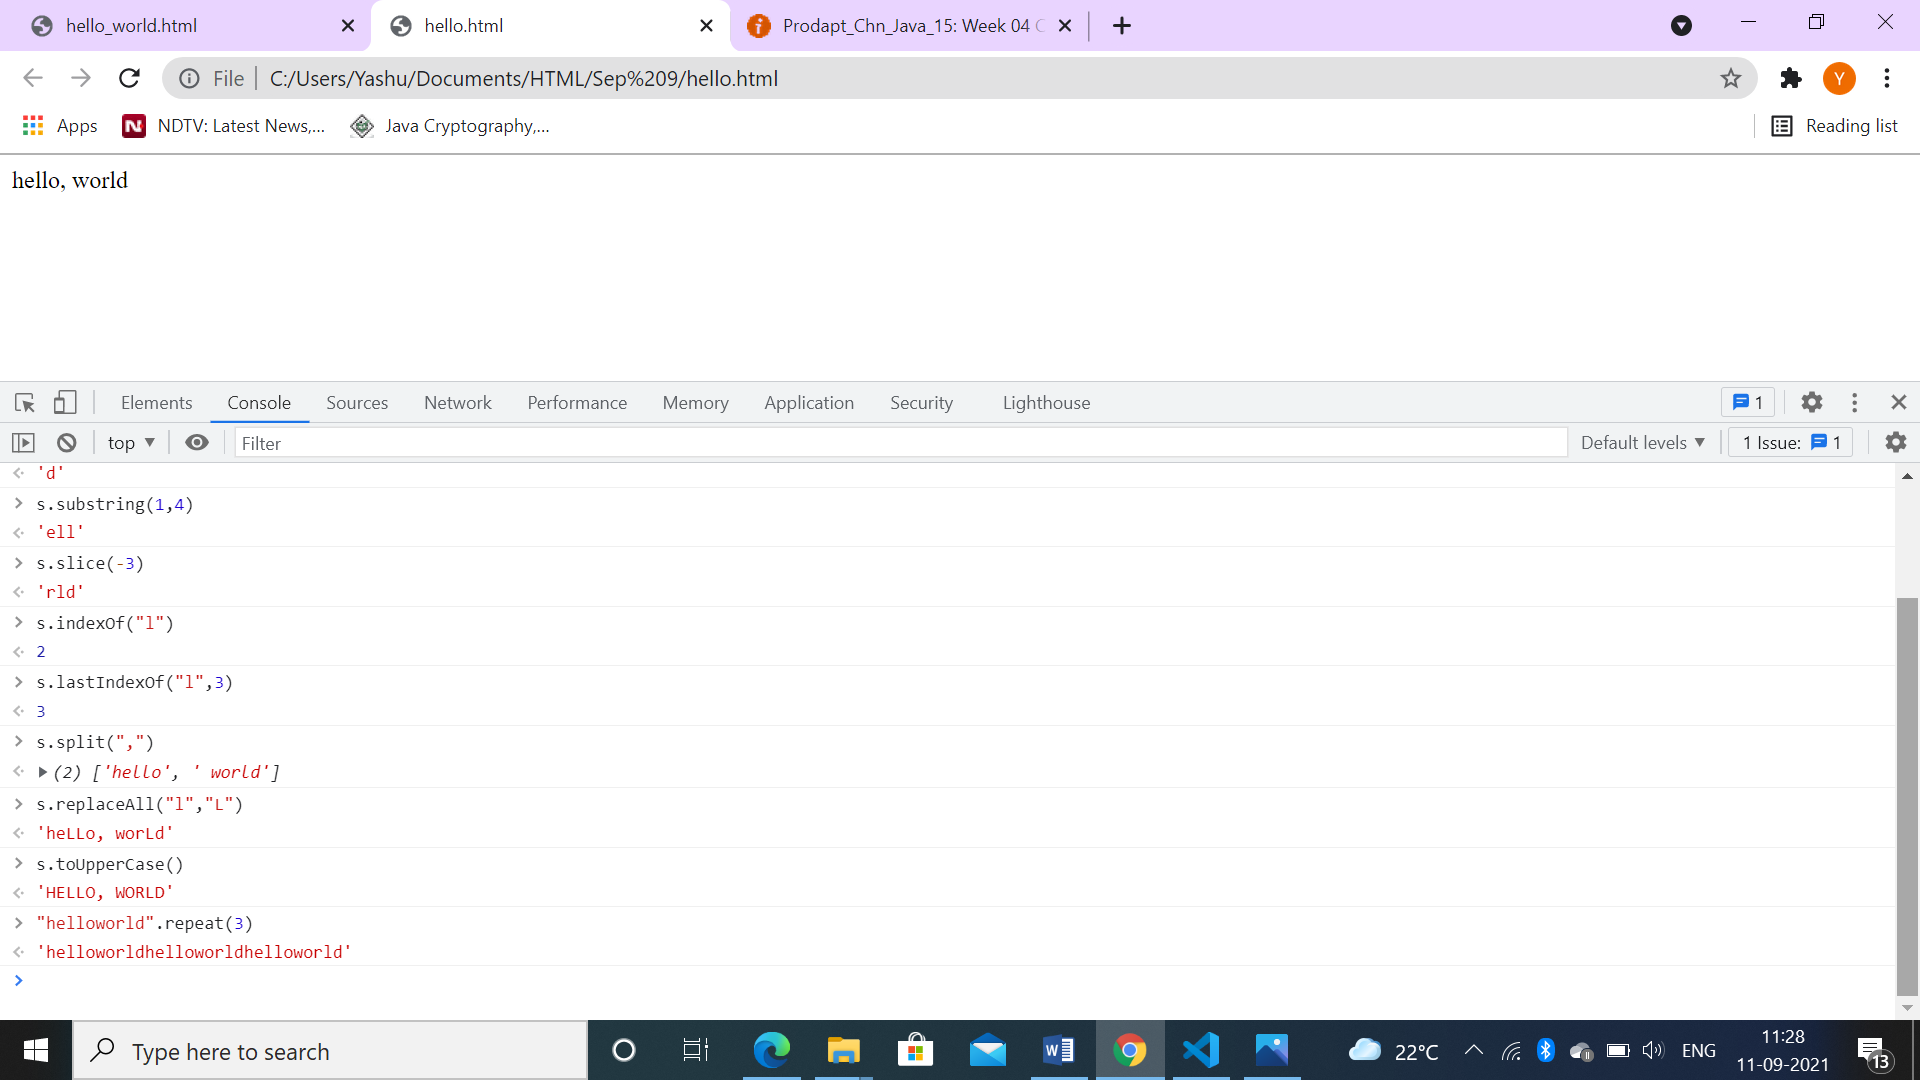 hello_world.html
hello.html
Prodapt_Chn_Java_15: Week 04 C
File
C:/Users/Yashu/Documents/HTML/Sep%209/hello.html
Y
Apps
NDTV: Latest News,...
Java Cryptography,...
Reading list
hello, world
Elements Console Sources Network Performance Memory Application Security Lighthouse 1
top Filter Default levels 1 Issue: 1
'd'
s.substring(1,4)
'ell'
s.slice(-3)
'rld'
s.indexOf("l")
2
s.lastIndexOf("l",3)
3
s.split(",")
(2) ['hello', ' world']
s.replaceAll("l","L")
'heLLo, worLd'
s.toUpperCase()
'HELLO, WORLD'
"helloworld".repeat(3)
'helloworldhelloworldhelloworld'
Type here to search
22°C
ENG
11:28
11-09-2021
13